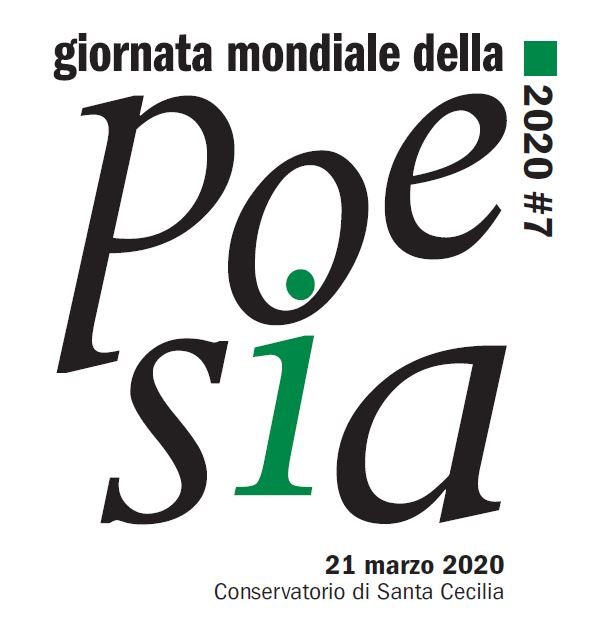 giornata mondiale della
2020 #7
poe
sia
21 marzo 2020
Conservatorio di Santa Cecilia